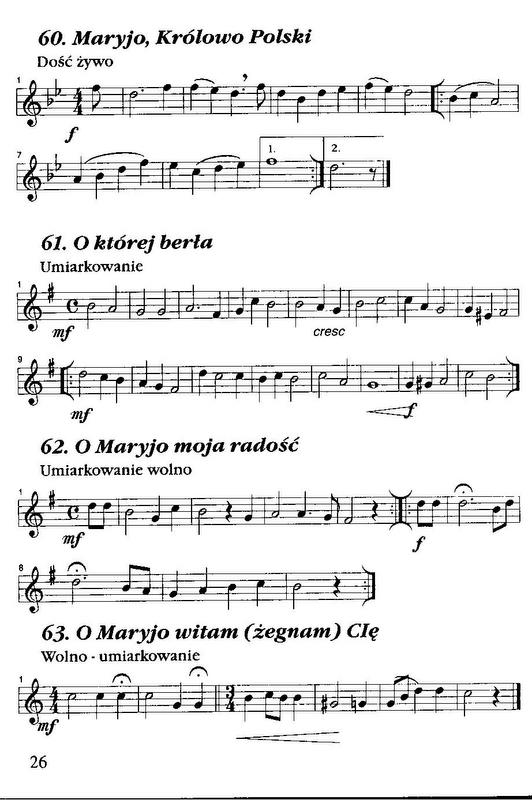 60. Maryjo, Królowo Polski
Dość żywo
1
f
7
1.
2.
61. O której berła
Umiarkowanie
1
mf
cresc
9
mf
f
62. O Maryjo moja radość
Umiarkowanie wolno
1
mf
f
8
63. O Maryjo witam (żegnam) CIę
Wolno - umiarkowanie
1
mf
26